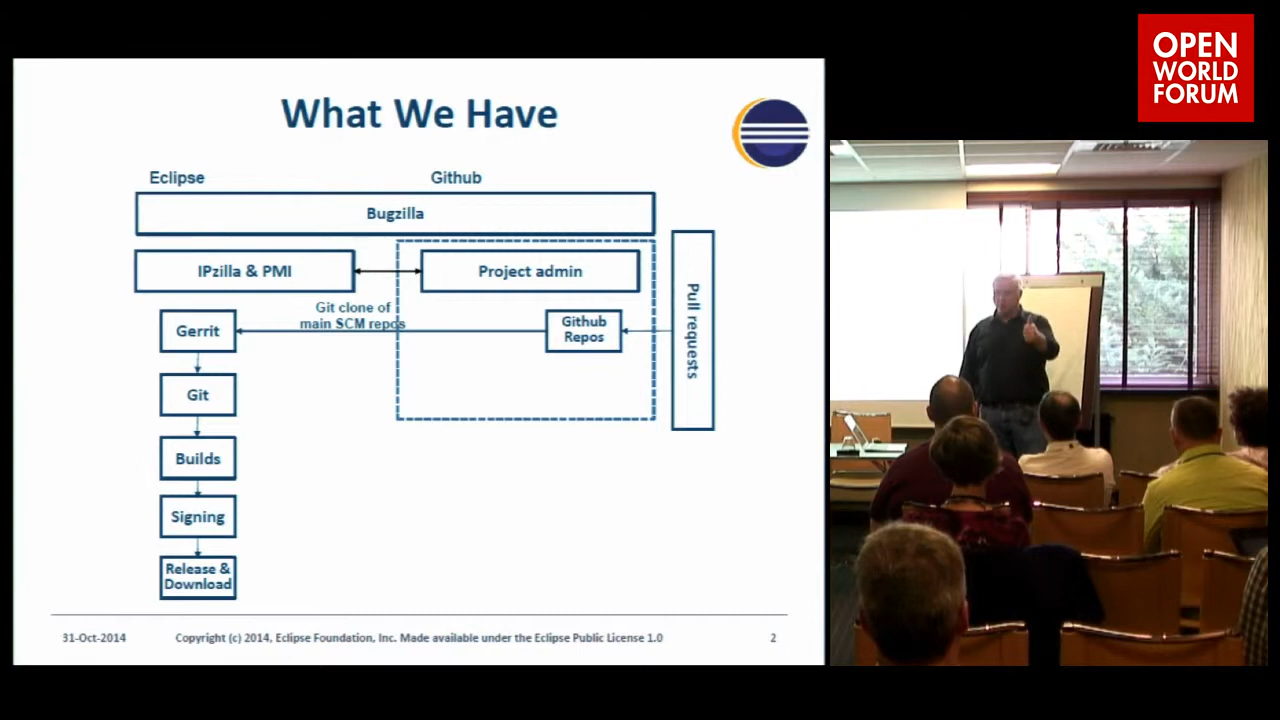 What We Have
Eclipse
Github
Bugzilla
IPzilla & PMI
Project admin
Git clone of
main SCM repos
Gerrit
Github
Repos
Pull requests
Git
Builds
Signing
Release &
Download
31-Oct-2014
Copyright (c) 2014, Eclipse Foundation, Inc. Made available under the Eclipse Public License 1.0
2
OPEN
WORLD
FORUM